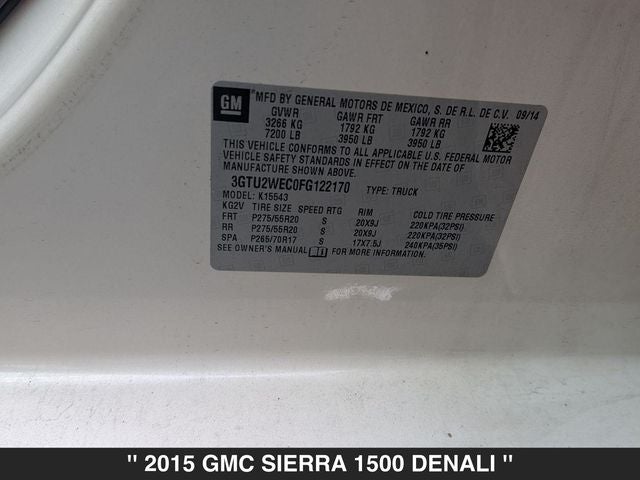 GM
MFD BY GENERAL MOTORS DE MEXICO, S. DE R.L. DE C.V. 09/14
GVWR GAWR FRT GAWR RR
3266 KG 1792 KG 1792 KG
7200 LB 3950 LB 3950 LB
THIS VEHICLE CONFORMS TO ALL APPLICABLE U.S. FEDERAL MOTOR
VEHICLE SAFETY STANDARDS IN EFFECT ON THE DATE OF
MANUFACTURE SHOWN ABOVE.
3GTU2WEC0FG122170 TYPE: TRUCK
MODEL: K15543
KG2V TIRE SIZE SPEED RTG RIM COLD TIRE PRESSURE
FRT P275/55R20 S 20X9J 220KPA(32PSI)
RR P275/55R20 S 20X9J 220KPA(32PSI)
SPA P265/70R17 S 17X7.5J 240KPA(35PSI)
SEE OWNER'S MANUAL FOR MORE INFORMATION.
" 2015 GMC SIERRA 1500 DENALI "